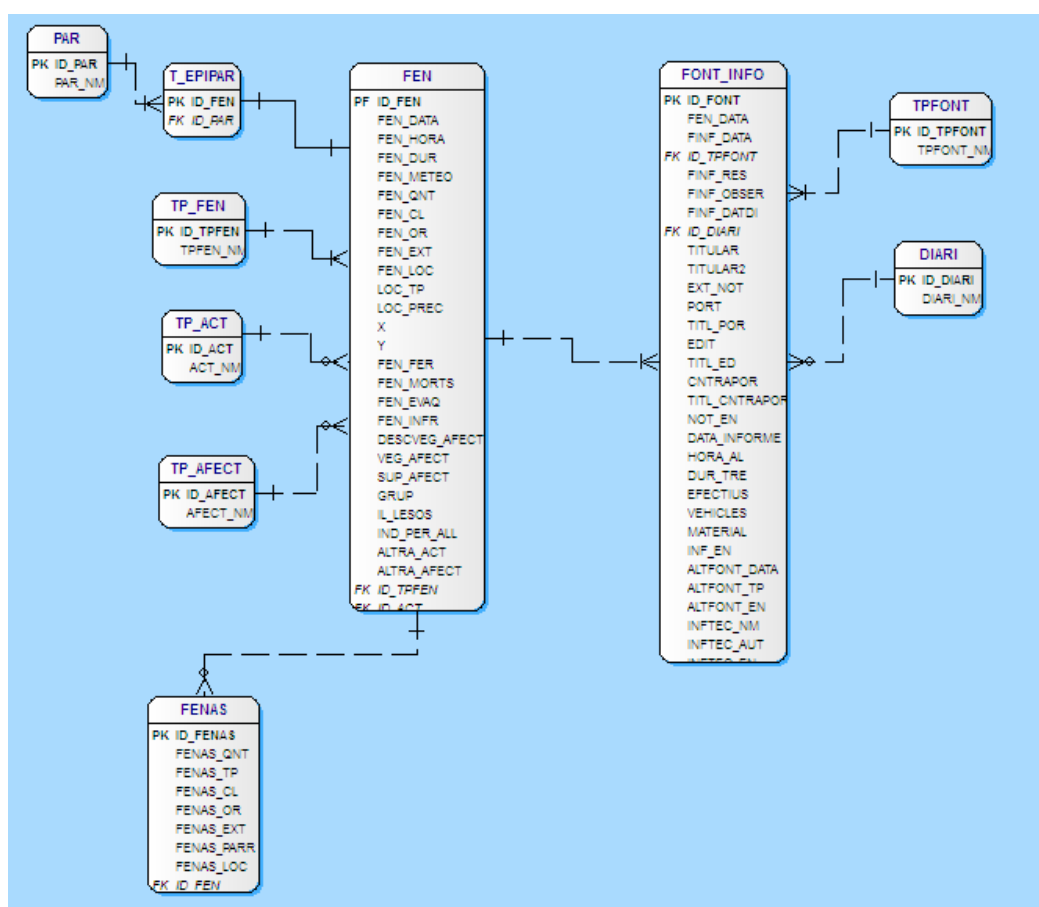 PAR
PK ID_PAR
PAR_NM
T_EPIPAR
PK ID_FEN
FK ID_PAR
TP_FEN
PK ID_TPFEN
TPFEN_NM
TP_ACT
PK ID_ACT
ACT_NM
TP_AFECT
PK ID_AFECT
AFECT_NM
FEN
PF ID_FEN
FEN_DATA
FEN_HORA
FEN_DUR
FEN_METEO
FEN_QNT
FEN_CL
FEN_OR
FEN_EXT
FEN_LOC
LOC_TP
LOC_PREC
X
Y
FEN_FER
FEN_MORTS
FEN_EVAQ
FEN_INFR
DESCVEG_AFECT
VEG_AFECT
SUP_AFECT
GRUP
IL_LESOS
IND_PER_ALL
ALTRA_ACT
ALTRA_AFECT
FK ID_TPFEN
FK ID_ACT
FENAS
PK ID_FENAS
FENAS_QNT
FENAS_TP
FENAS_CL
FENAS_OR
FENAS_EXT
FENAS_PARR
FENAS_LOC
FK ID_FEN
FONT_INFO
PK ID_FONT
FEN_DATA
FINF_DATA
FK ID_TPFONT
FINF_RES
FINF_OBSER
FINF_DATDI
FK ID_DIARI
TITULAR
TITULAR2
EXT_NOT
PORT
TITL_POR
EDIT
TITL_ED
CNTRAPOR
TITL_CNTRAPOR
NOT_EN
DATA_INFORME
HORA_AL
DUR_TRE
EFECTIUS
VEHICLES
MATERIAL
INF_EN
ALTFONT_DATA
ALTFONT_TP
ALTFONT_EN
INFTEC_NM
INFTEC_AUT
INFTEC_EN
TPFONT
PK ID_TPFONT
TPFONT_NM
DIARI
PK ID_DIARI
DIARI_NM